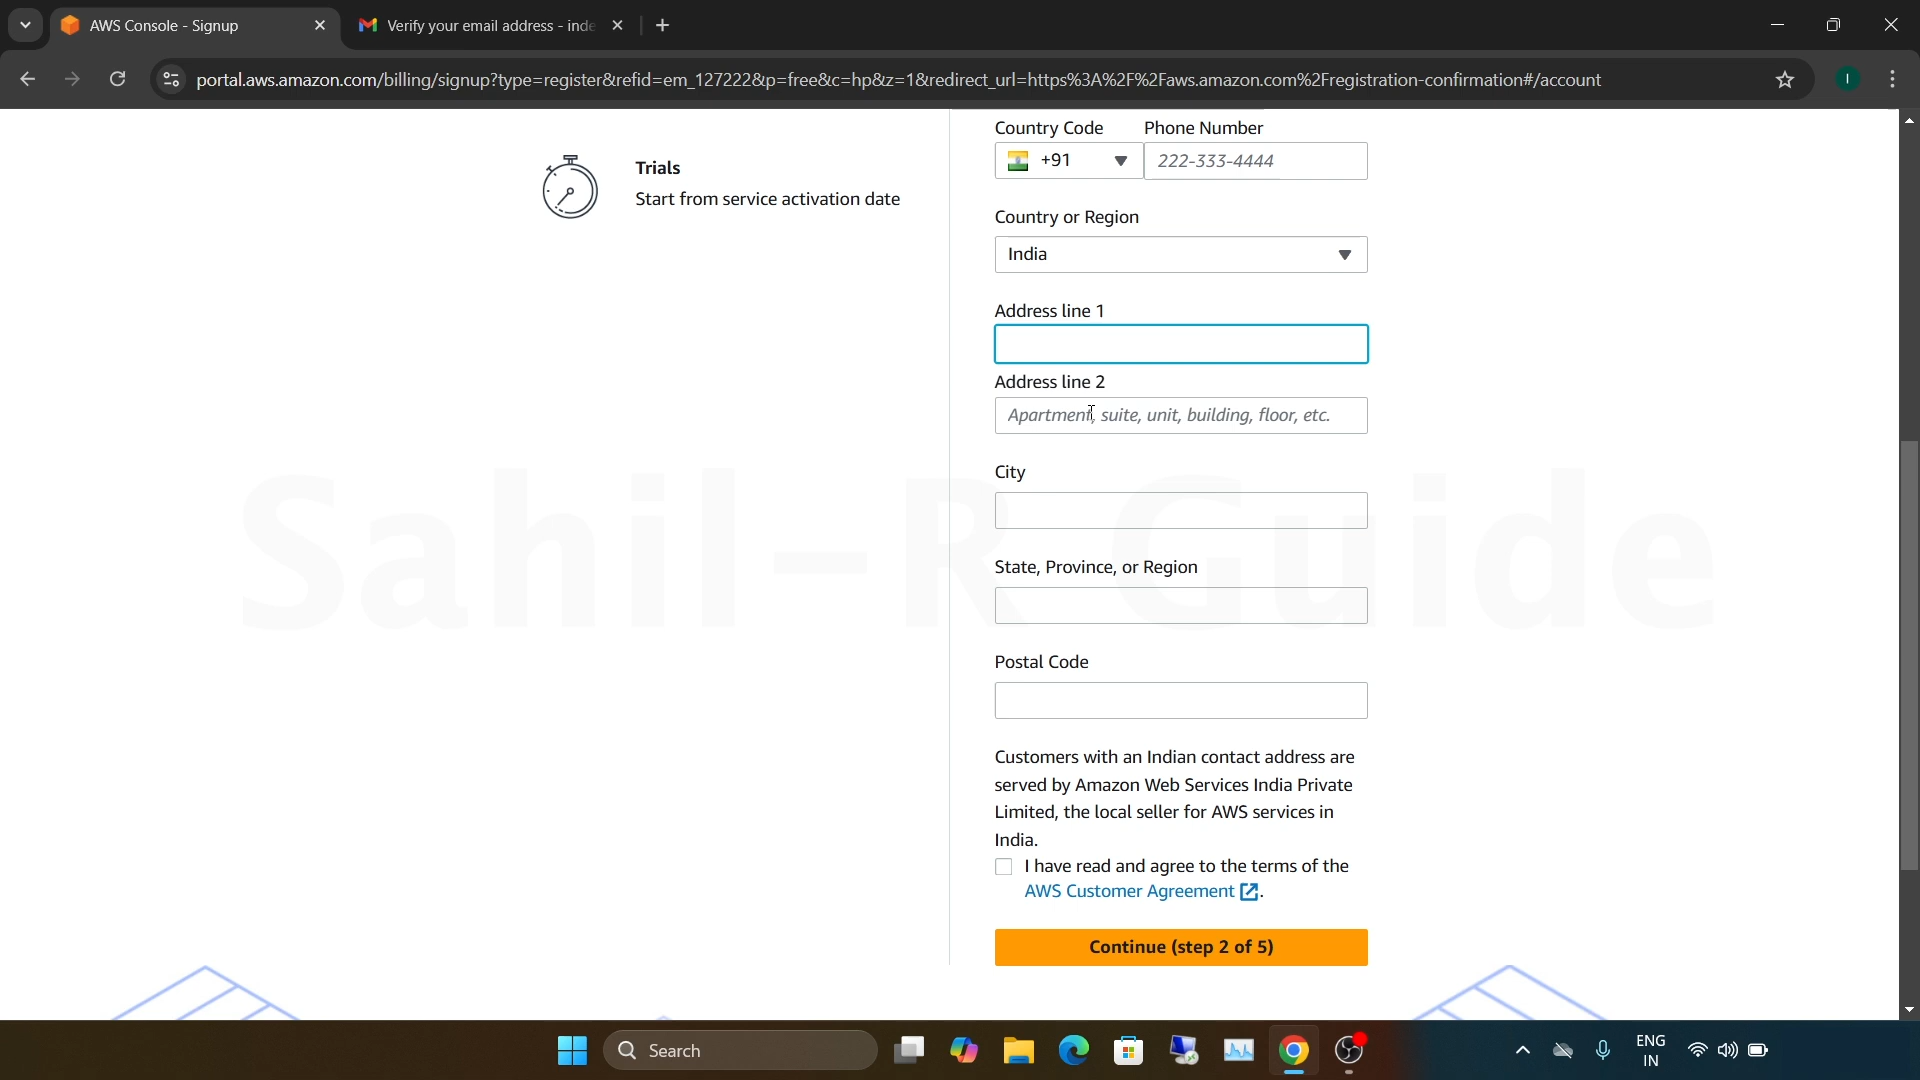 AWS Console - Signup
Verify your email address - inde
portal.aws.amazon.com/billing/signup?type=register&refid=em_127222&p=free&c=hp&z=1&redirect_url=https%3A%2F%2Faws.amazon.com%2Fregistration-confirmation#/account
I
Trials
Start from service activation date
Country Code Phone Number
+91 222-333-4444
Country or Region
India
Address line 1
Address line 2
Apartment, suite, unit, building, floor, etc.
City
Sahil-R Guide
State, Province, or Region
Postal Code
Customers with an Indian contact address are
served by Amazon Web Services India Private
Limited, the local seller for AWS services in
India.
I have read and agree to the terms of the
AWS Customer Agreement .
Continue (step 2 of 5)
Search
ENG
IN